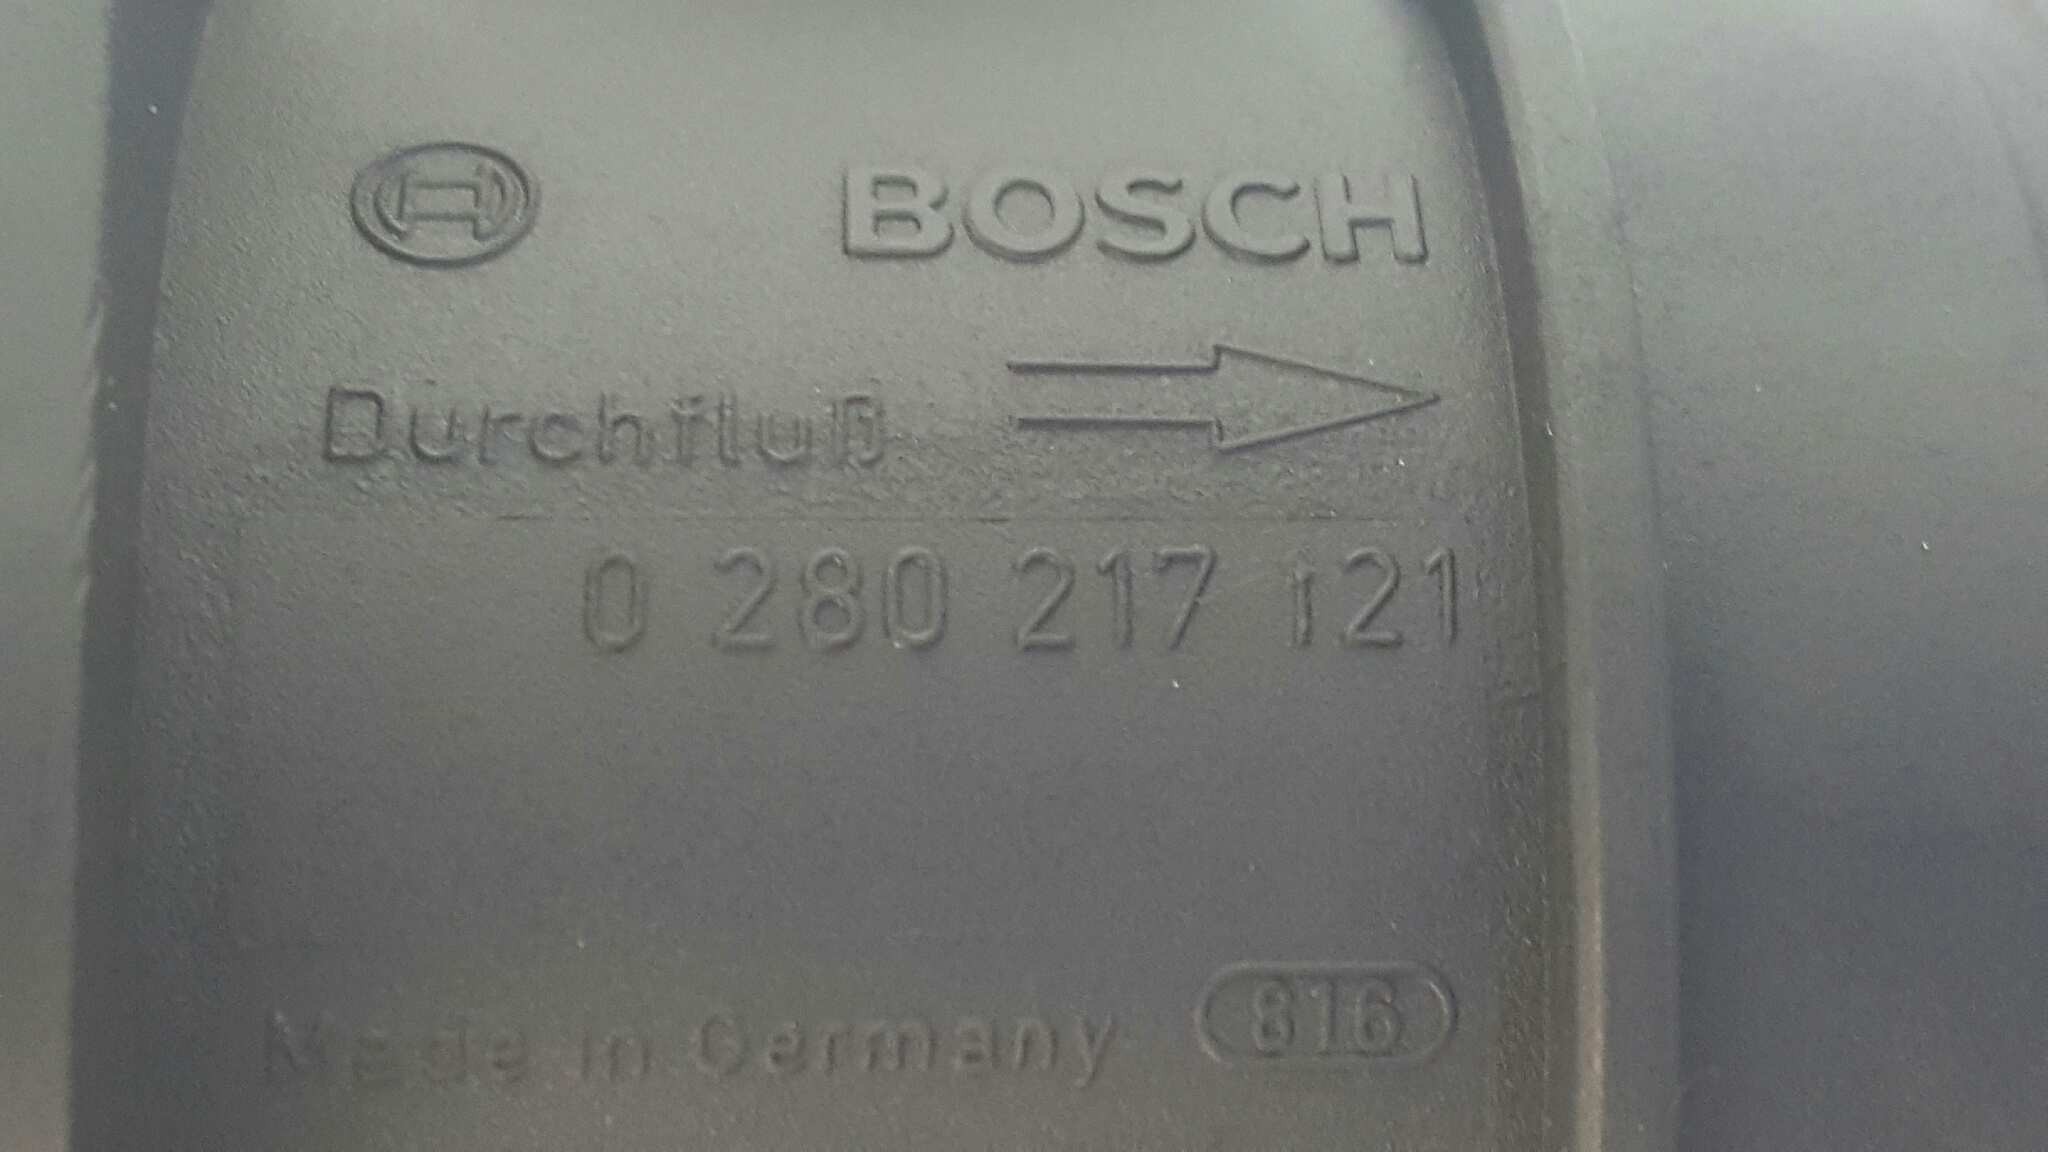 BOSCH
Durchfluß
0 280 217 121
Made in Germany 816